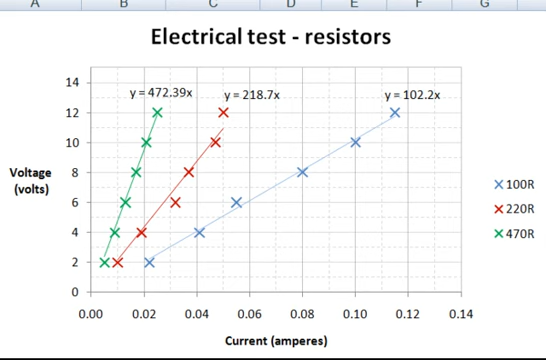 A B C D E F G
Electrical test - resistors
y = 472.39x
y = 218.7x
y = 102.2x
14
12
10
8
6
4
2
0
Voltage
(volts)
100R
220R
470R
0.00 0.02 0.04 0.06 0.08 0.10 0.12 0.14
Current (amperes)